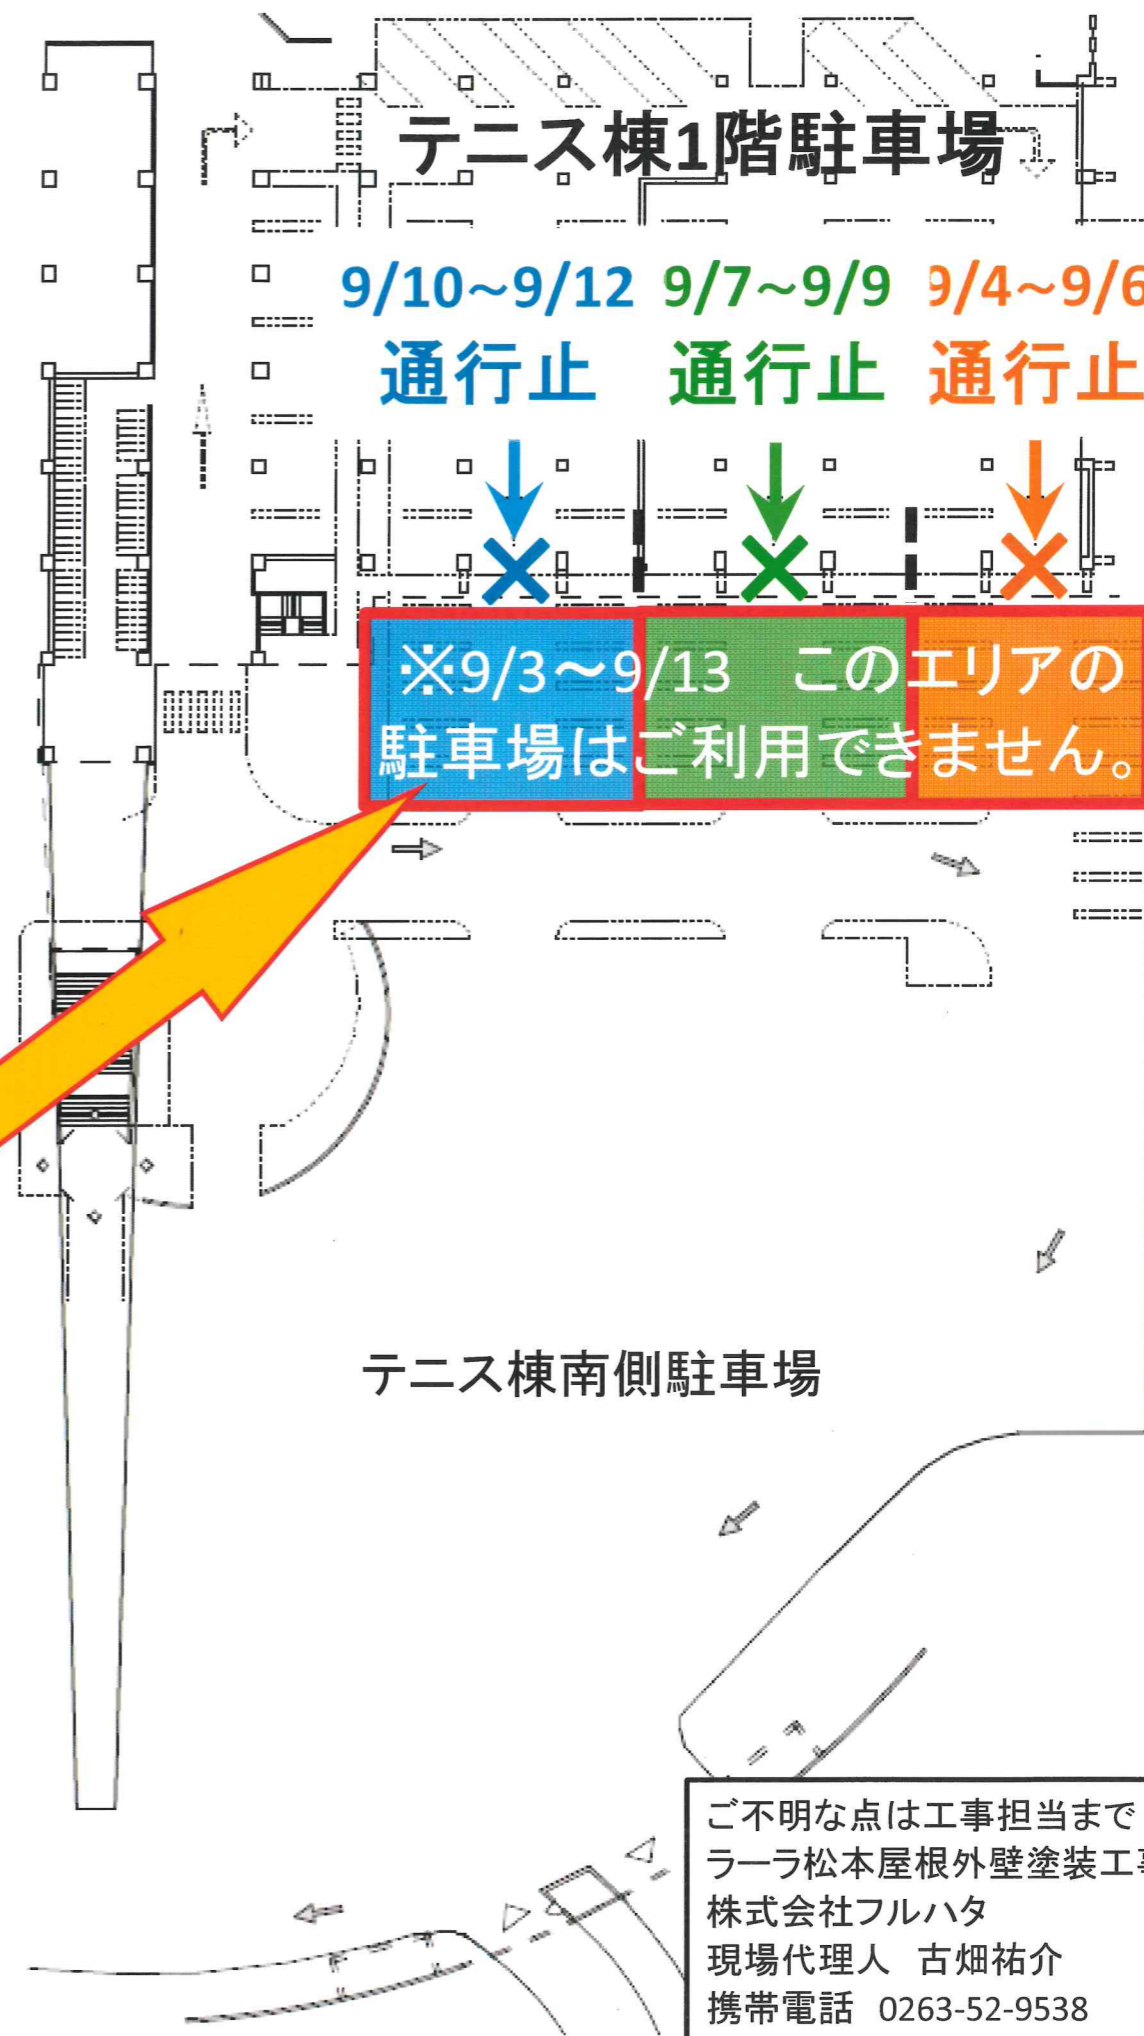 テニス棟1階駐車場
9/10～9/12
通行止
9/7～9/9
通行止
9/4～9/6
通行止
※9/3～9/13　このエリアの
駐車場はご利用できません。
テニス棟南側駐車場
ご不明な点は工事担当まで
ラーラ松本屋根外壁塗装工事
株式会社フルハタ
現場代理人 古畑祐介
携帯電話 0263-52-9538